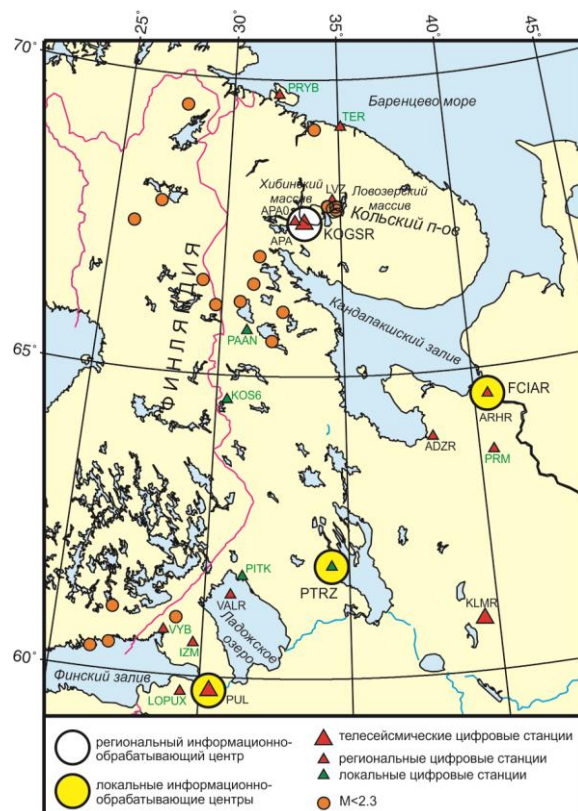 25°
30°
35°
40°
45°
70°
PRYB
Баренцево море
TER
Хибинский
массив
LVZ
Ловозерский
массив
APA0
Кольский п-ов
APA
KOGSR
ФИНЛЯНДИЯ
Кандалакшский залив
65°
PAAN
KOS6
FCIAR
ARHR
ADZR
PRM
PITK
PTRZ
VALR
KLMR
VYB
IZM
Ладожское
озеро
60°
Финский залив
LOPUX
PUL
региональный информационно-
обрабатывающий центр
локальные информационно-
обрабатывающие центры
телесейсмические цифровые станции
региональные цифровые станции
локальные цифровые станции
M<2.3